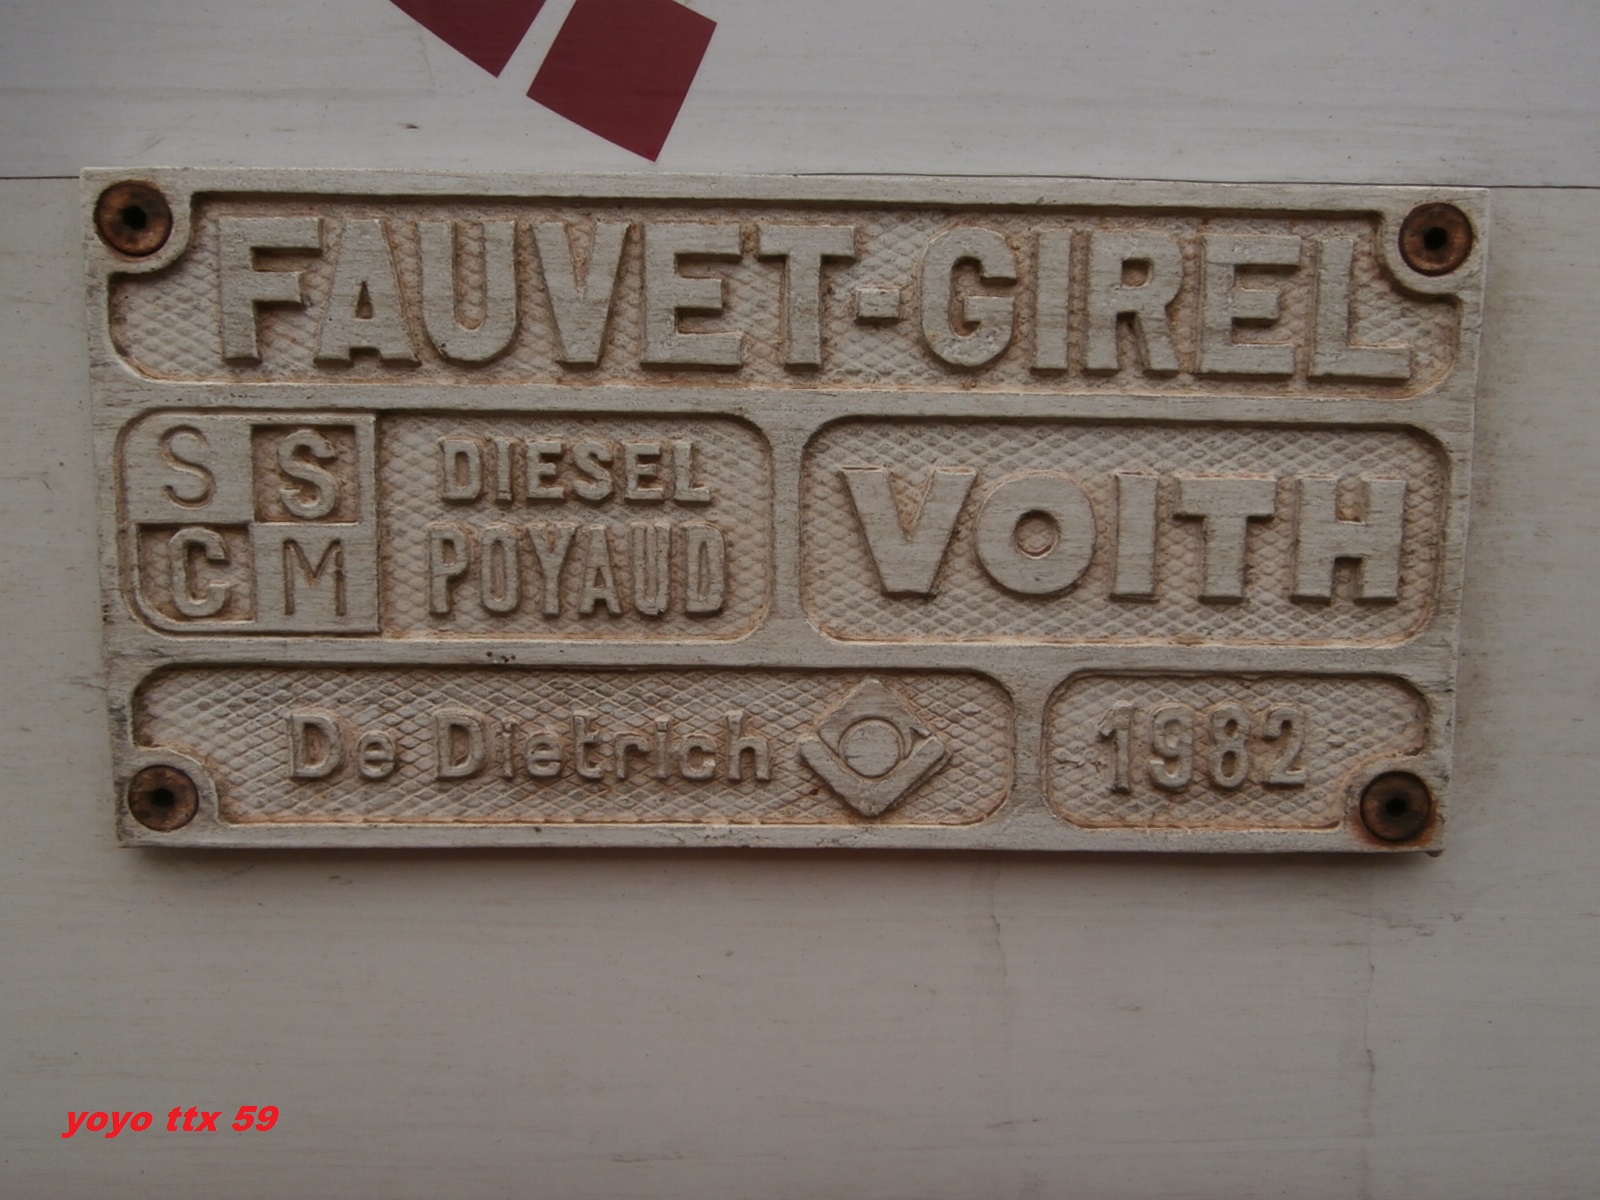 FAUVET-GIREL
S S
C M
DIESEL
POYAUD
VOITH
De Dietrich
1982
yoyo ttx 59